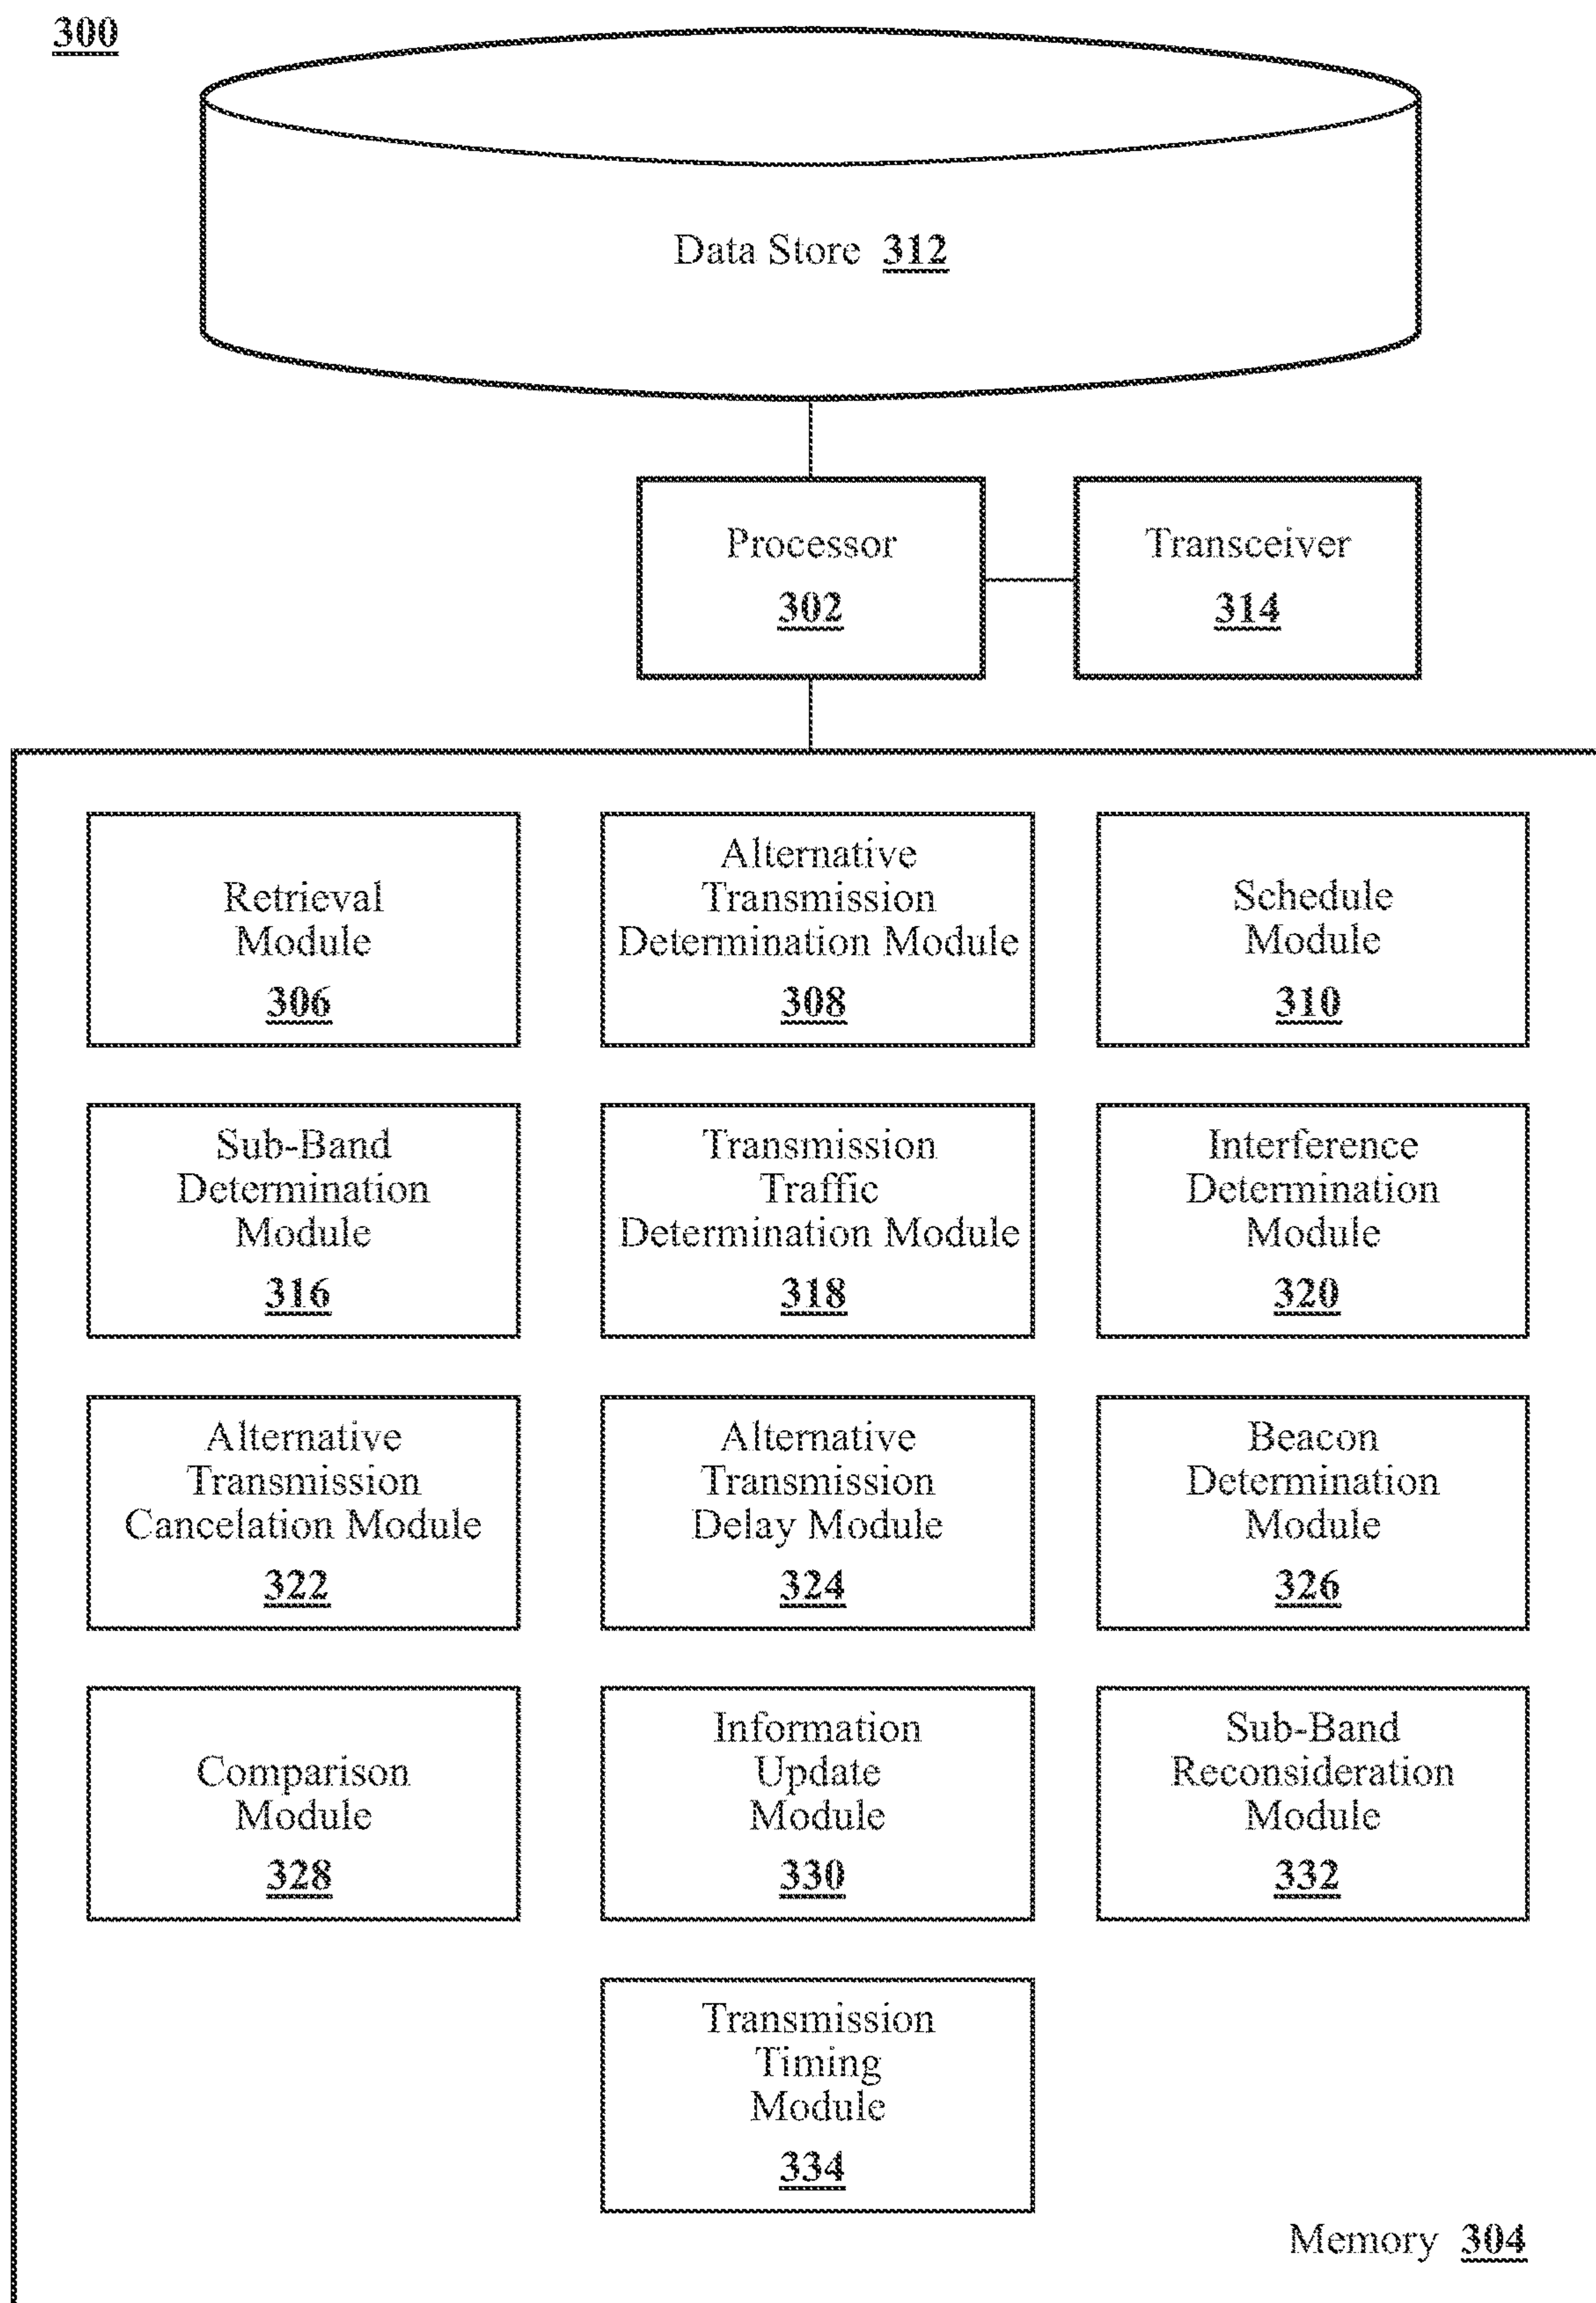 300
Data Store 312
Processor
302
Transceiver
314
Retrieval
Module
306
Alternative
Transmission
Determination Module
308
Schedule
Module
310
Sub-Band
Determination
Module
316
Transmission
Traffic
Determination Module
318
Interference
Determination
Module
320
Alternative
Transmission
Cancelation Module
322
Alternative
Transmission
Delay Module
324
Beacon
Determination
Module
326
Comparison
Module
328
Information
Update
Module
330
Sub-Band
Reconsideration
Module
332
Transmission
Timing
Module
334
Memory 304